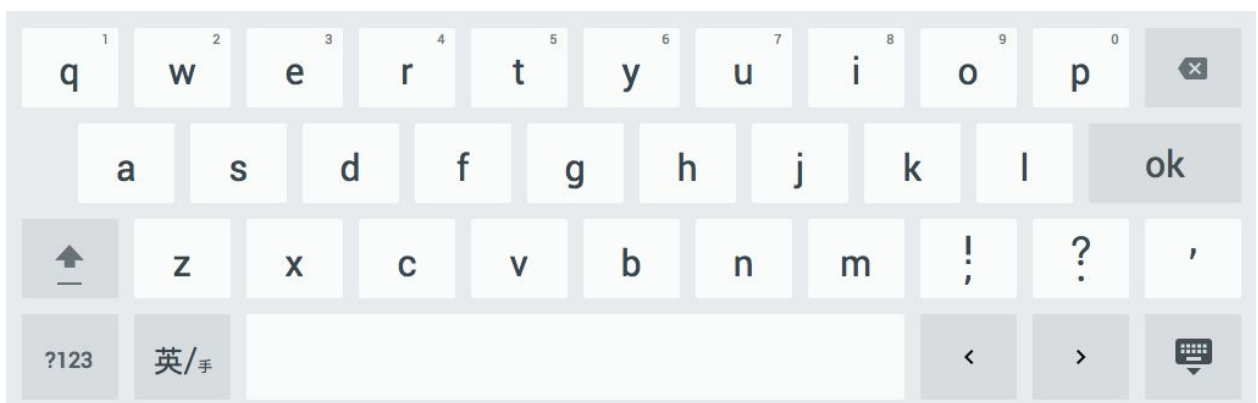 q 1 w 2 e 3 r 4 t 5 y 6 u 7 i 8 o 9 p 0
a s d f g h j k l ok
z x c v b n m ! , ? . '
?123 英/手 < >